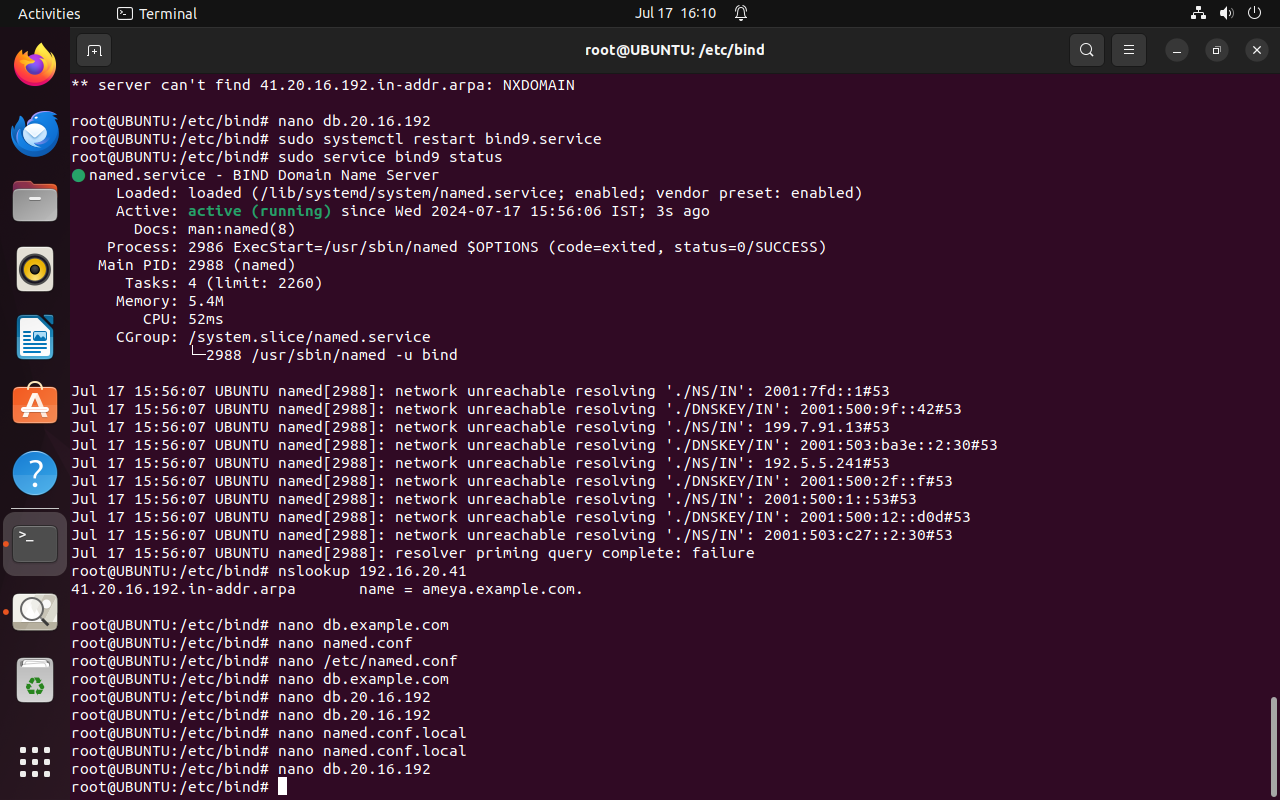 Activities Terminal Jul 17 16:10
root@UBUNTU: /etc/bind
** server can't find 41.20.16.192.in-addr.arpa: NXDOMAIN
root@UBUNTU:/etc/bind# nano db.20.16.192
root@UBUNTU:/etc/bind# sudo systemctl restart bind9.service
root@UBUNTU:/etc/bind# sudo service bind9 status
● named.service - BIND Domain Name Server
     Loaded: loaded (/lib/systemd/system/named.service; enabled; vendor preset: enabled)
     Active: active (running) since Wed 2024-07-17 15:56:06 IST; 3s ago
       Docs: man:named(8)
    Process: 2986 ExecStart=/usr/sbin/named $OPTIONS (code=exited, status=0/SUCCESS)
   Main PID: 2988 (named)
      Tasks: 4 (limit: 2260)
     Memory: 5.4M
        CPU: 52ms
     CGroup: /system.slice/named.service
             └─2988 /usr/sbin/named -u bind
Jul 17 15:56:07 UBUNTU named[2988]: network unreachable resolving './NS/IN': 2001:7fd::1#53
Jul 17 15:56:07 UBUNTU named[2988]: network unreachable resolving './DNSKEY/IN': 2001:500:9f::42#53
Jul 17 15:56:07 UBUNTU named[2988]: network unreachable resolving './NS/IN': 199.7.91.13#53
Jul 17 15:56:07 UBUNTU named[2988]: network unreachable resolving './DNSKEY/IN': 2001:503:ba3e::2:30#53
Jul 17 15:56:07 UBUNTU named[2988]: network unreachable resolving './NS/IN': 192.5.5.241#53
Jul 17 15:56:07 UBUNTU named[2988]: network unreachable resolving './DNSKEY/IN': 2001:500:2f::f#53
Jul 17 15:56:07 UBUNTU named[2988]: network unreachable resolving './NS/IN': 2001:500:1::53#53
Jul 17 15:56:07 UBUNTU named[2988]: network unreachable resolving './DNSKEY/IN': 2001:500:12::d0d#53
Jul 17 15:56:07 UBUNTU named[2988]: network unreachable resolving './NS/IN': 2001:503:c27::2:30#53
Jul 17 15:56:07 UBUNTU named[2988]: resolver priming query complete: failure
root@UBUNTU:/etc/bind# nslookup 192.16.20.41
41.20.16.192.in-addr.arpa       name = ameya.example.com.
root@UBUNTU:/etc/bind# nano db.example.com
root@UBUNTU:/etc/bind# nano named.conf
root@UBUNTU:/etc/bind# nano /etc/named.conf
root@UBUNTU:/etc/bind# nano db.example.com
root@UBUNTU:/etc/bind# nano db.20.16.192
root@UBUNTU:/etc/bind# nano db.20.16.192
root@UBUNTU:/etc/bind# nano named.conf.local
root@UBUNTU:/etc/bind# nano named.conf.local
root@UBUNTU:/etc/bind# nano db.20.16.192
root@UBUNTU:/etc/bind#